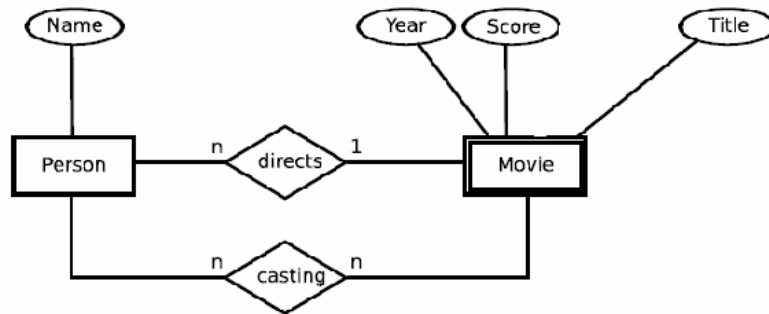 Name
Year
Score
Title
n
directs
1
Person
Movie
n
casting
n